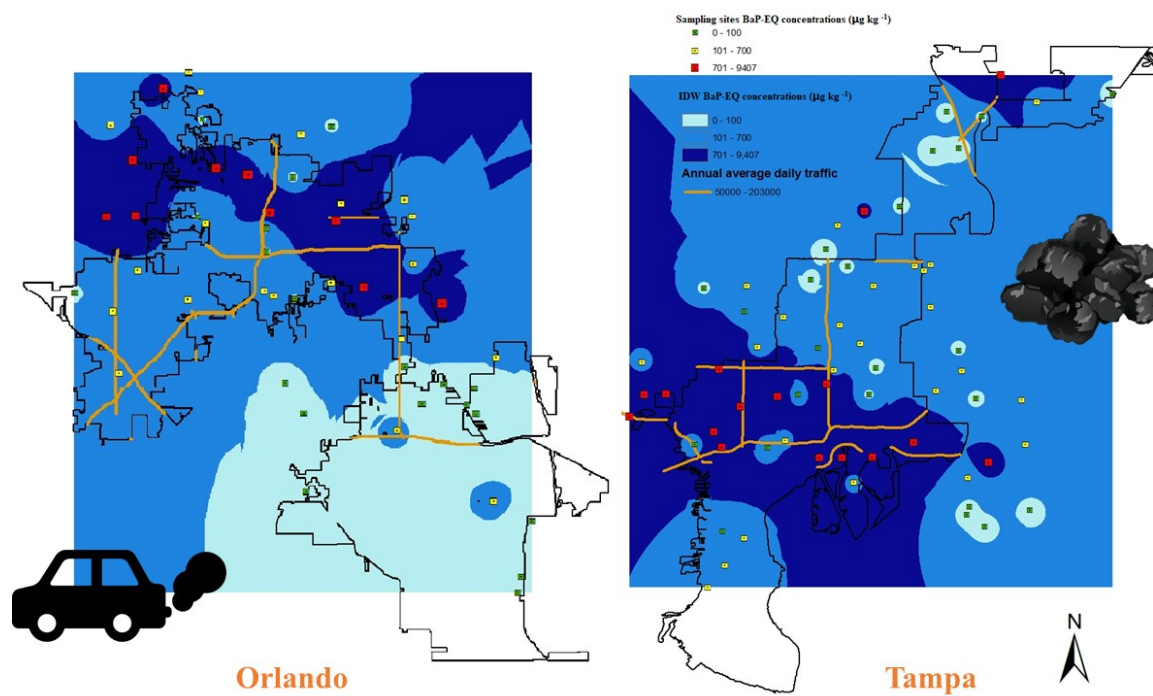 Sampling sites BaP-EQ concentrations (µg kg -1)
0 - 100
101 - 700
701 - 9407
IDW BaP-EQ concentrations (µg kg -1)
0 - 100
101 - 700
701 - 9,407
Annual average daily traffic
50000 - 203000
N
Orlando
Tampa